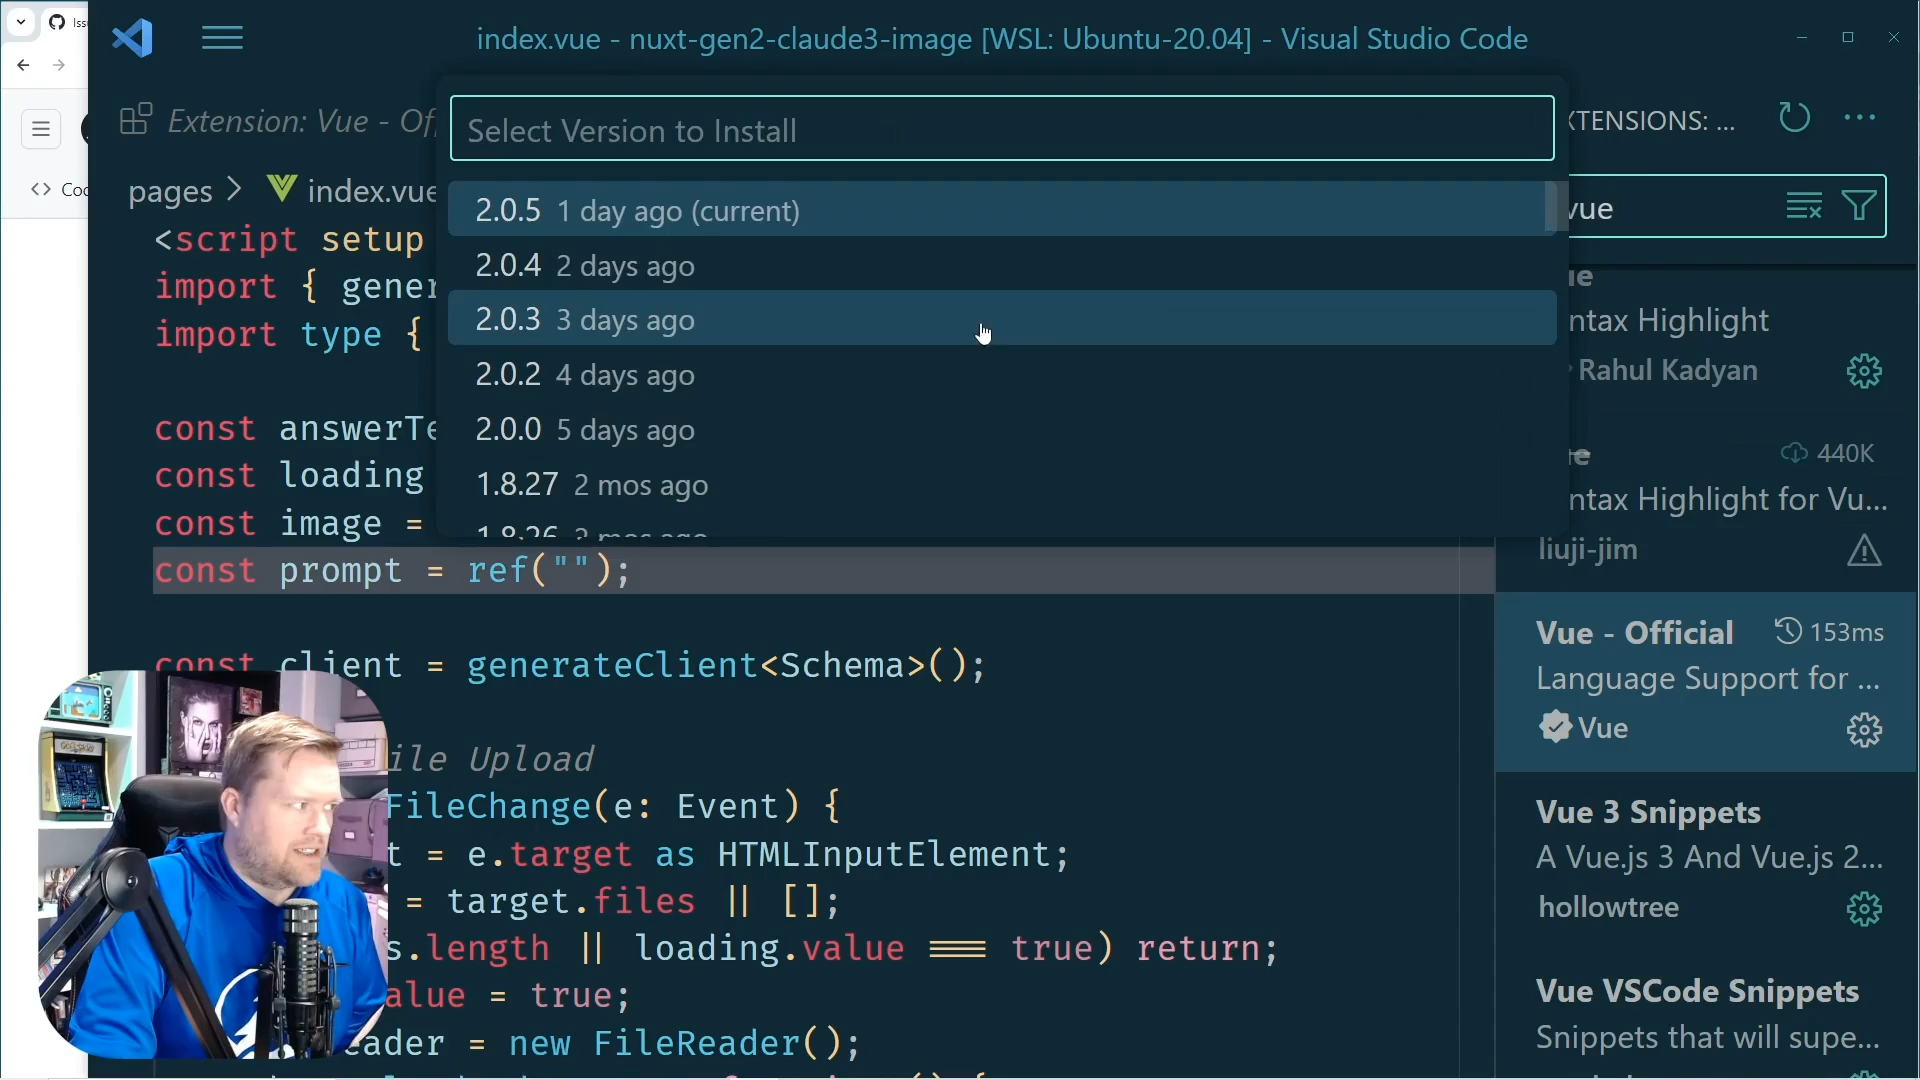 Iss
index.vue - nuxt-gen2-claude3-image [WSL: Ubuntu-20.04] - Visual Studio Code
Extension: Vue - Of
Select Version to Install
XTENSIONS: ...
<> Cod
pages > index.vue
vue
2.0.5 1 day ago (current)
2.0.4 2 days ago
2.0.3 3 days ago
2.0.2 4 days ago
2.0.0 5 days ago
1.8.27 2 mos ago
1.8.26 2 mos ago
<script setup
import { gener
import type {
const answerTe
const loading
const image =
const prompt = ref("");
const client = generateClient<Schema>();
ile Upload
FileChange(e: Event) {
t = e.target as HTMLInputElement;
= target.files || [];
s.length || loading.value === true) return;
alue = true;
eader = new FileReader();
ue
ntax Highlight
Rahul Kadyan
440K
ntax Highlight for Vu...
liuji-jim
Vue - Official 153ms
Language Support for ...
Vue
Vue 3 Snippets
A Vue.js 3 And Vue.js 2...
hollowtree
Vue VSCode Snippets
Snippets that will supe...